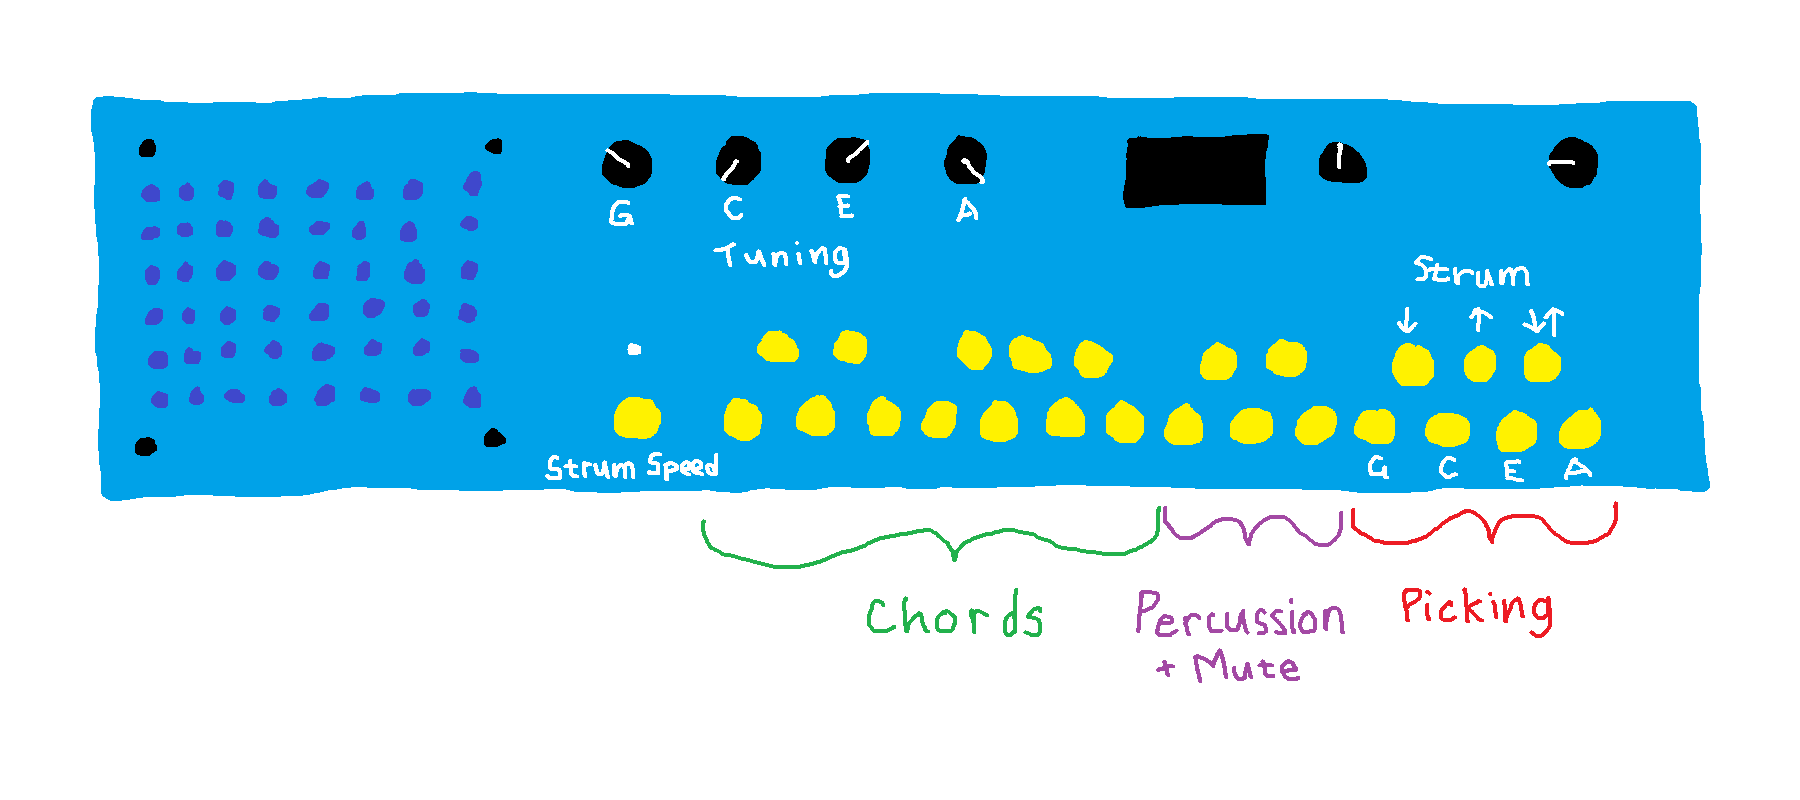 G C E A
Tuning
Strum
↓ ↑ ↓↑
Strum Speed
G C E A
Chords
Percussion
+ Mute
Picking